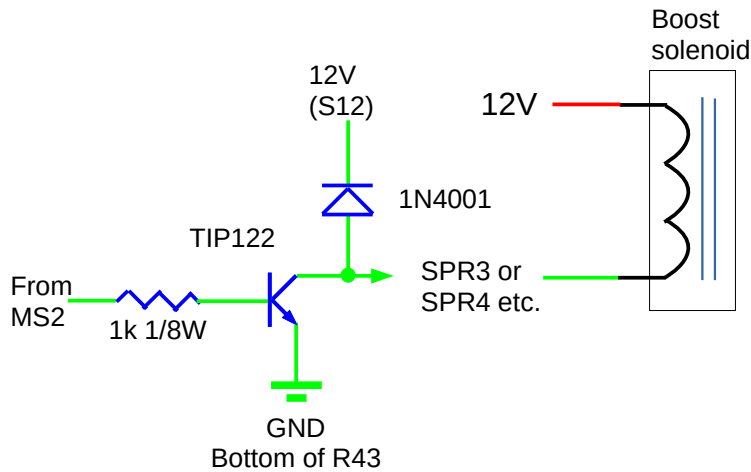 Boost
solenoid
12V
(S12)
12V
1N4001
TIP122
SPR3 or
SPR4 etc.
From
MS2
1k 1/8W
GND
Bottom of R43